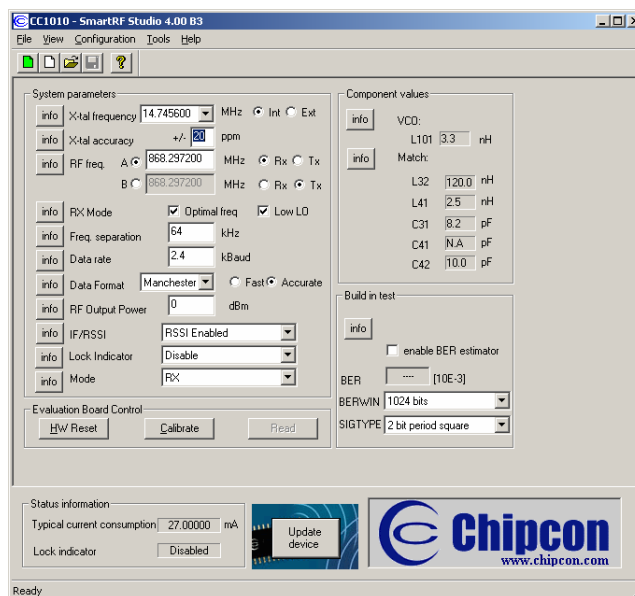 CC1010 - SmartRF Studio 4.00 B3
File View Configuration Tools Help
System parameters
info X-tal frequency 14.745600 MHz Int Ext
info X-tal accuracy +/- 20 ppm
info RF freq. A 868.297200 MHz Rx Tx
B 868.297200 MHz Rx Tx
info RX Mode Optimal freq Low LO
info Freq. separation 64 kHz
info Data rate 2.4 kBaud
info Data Format Manchester Fast Accurate
info RF Output Power 0 dBm
info IF/RSSI RSSI Enabled
info Lock Indicator Disable
info Mode RX
Evaluation Board Control
HW Reset Calibrate Read
Component values
info VCO:
L101 3.3 nH
info Match:
L32 120.0 nH
L41 2.5 nH
C31 8.2 pF
C41 N.A pF
C42 10.0 pF
Build in test
info
enable BER estimator
BER ---- [10E-3]
BERWIN 1024 bits
SIGTYPE 2 bit period square
Status information
Typical current consumption 27.00000 mA
Lock indicator Disabled
Update
device
Chipcon
www.chipcon.com
Ready